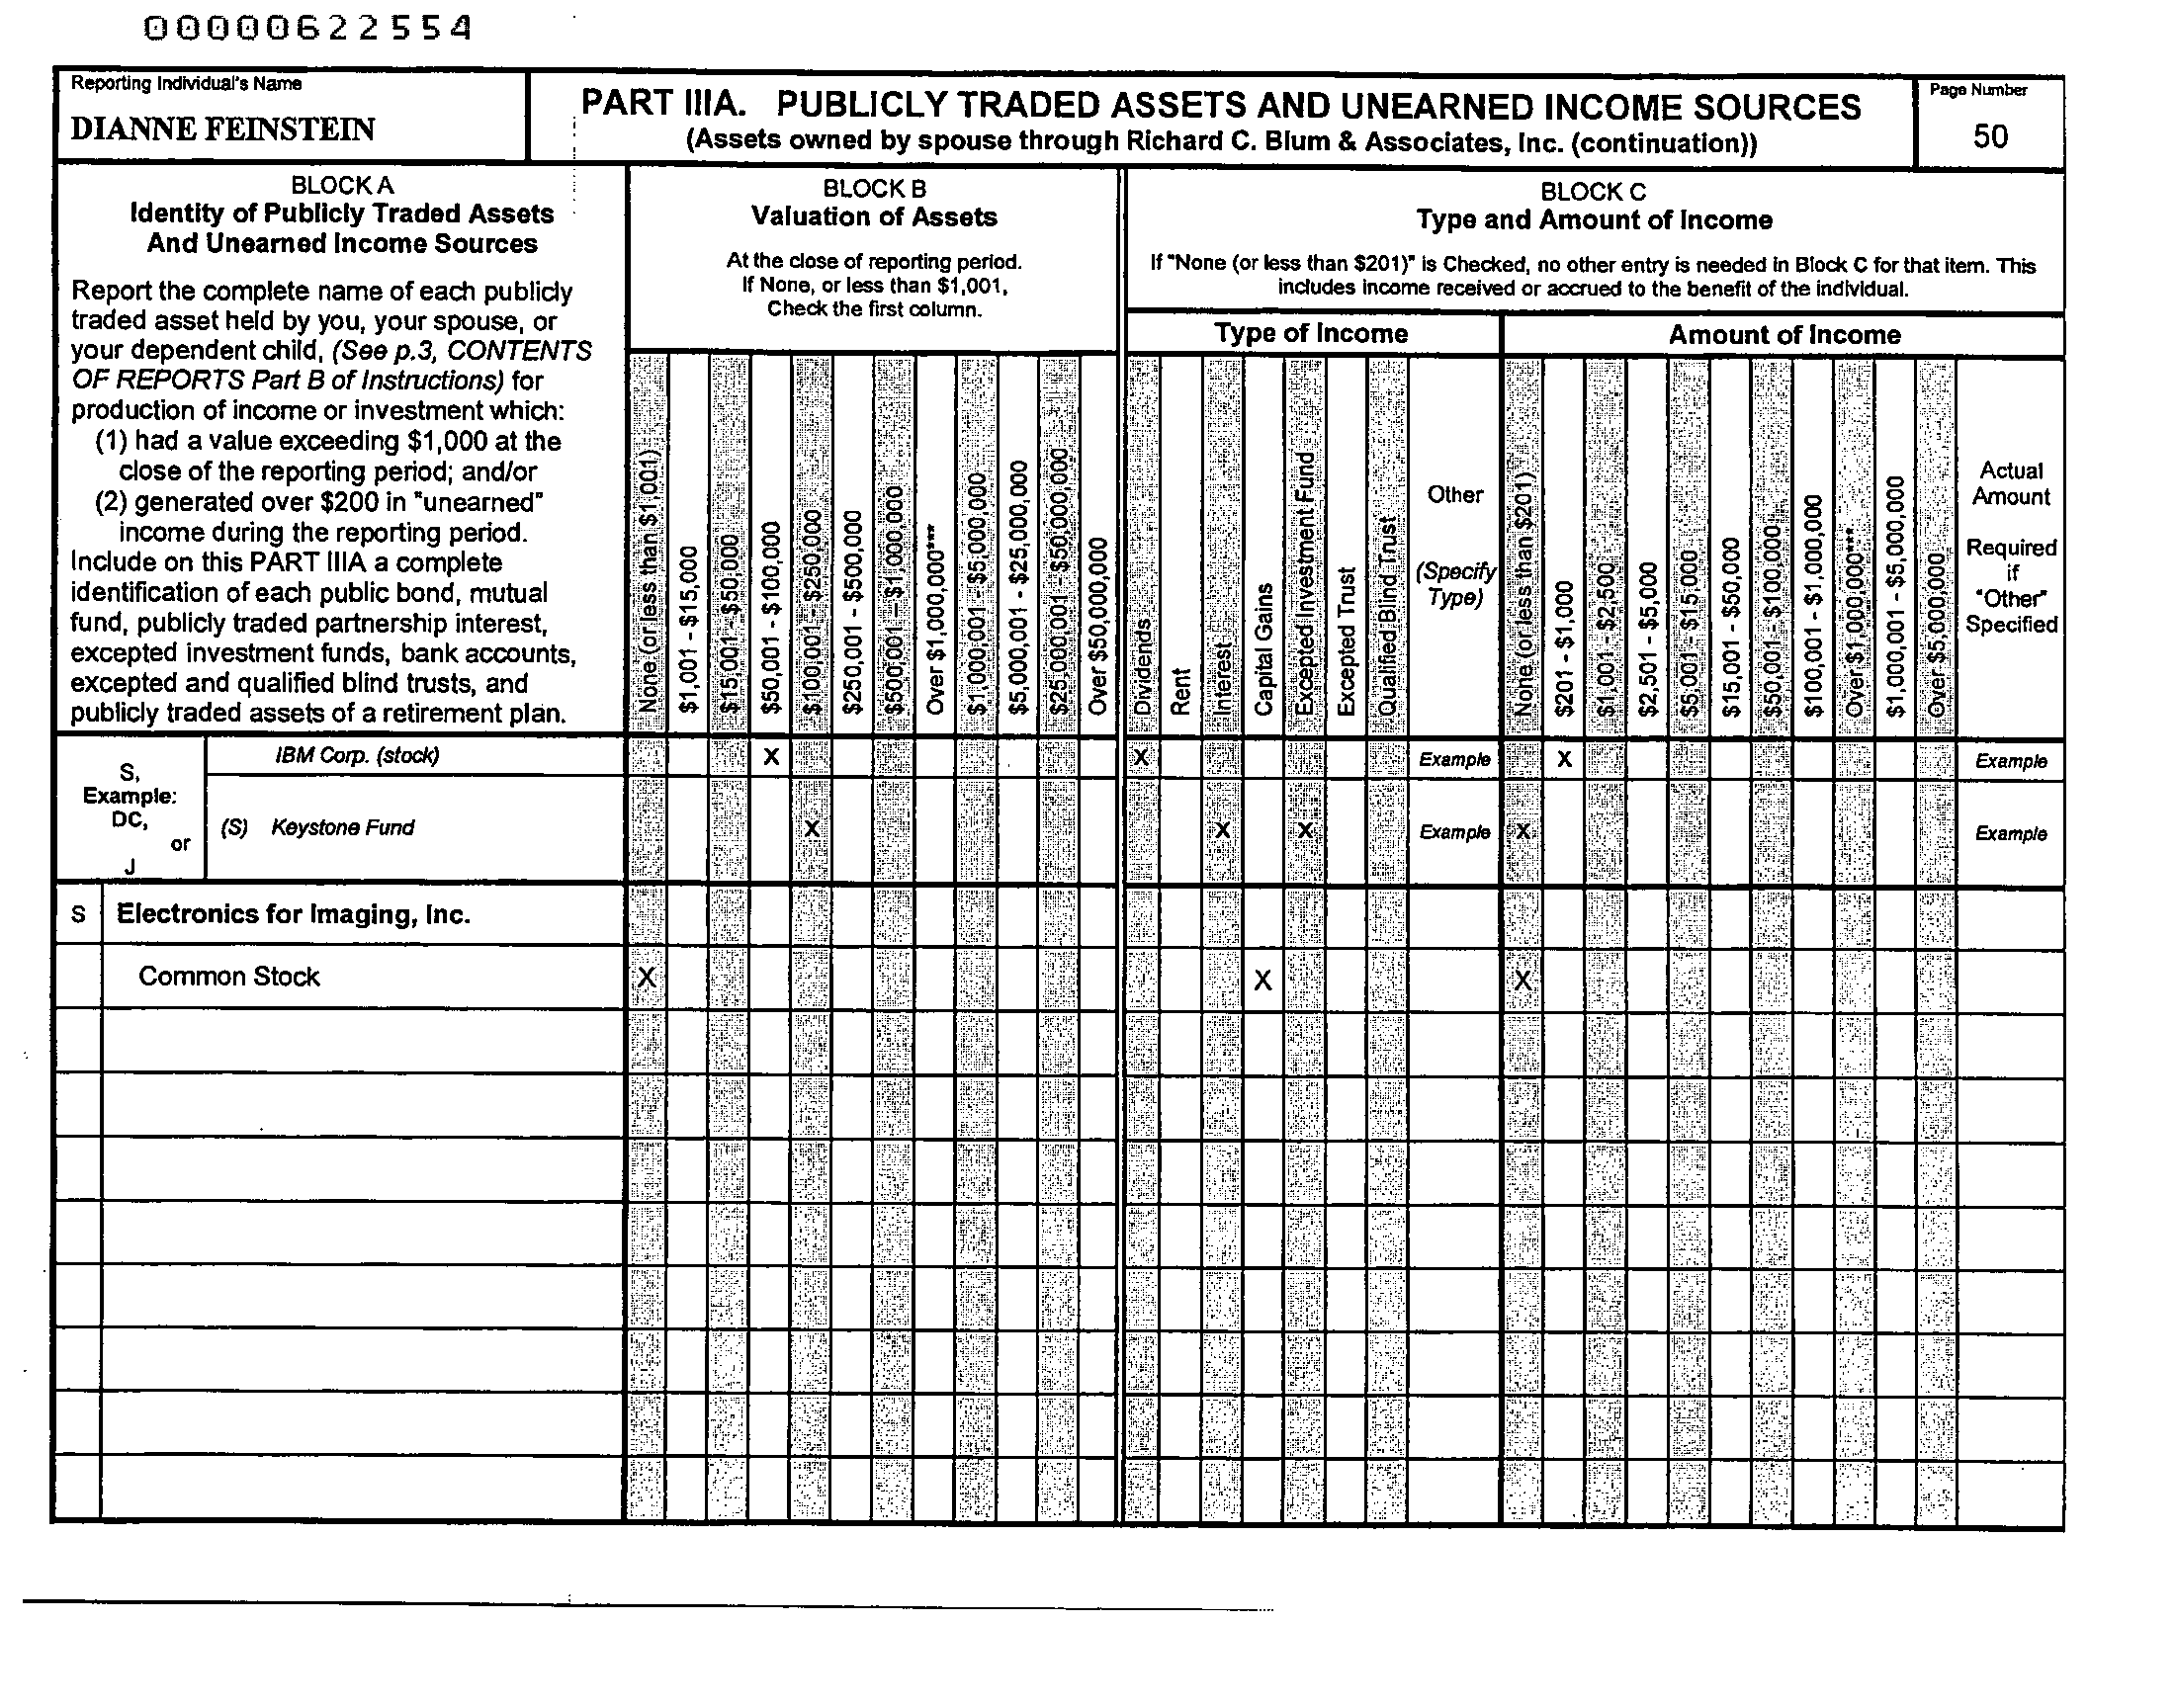 00000622554
Reporting Individual's Name
DIANNE FEINSTEIN
PART IIIA. PUBLICLY TRADED ASSETS AND UNEARNED INCOME SOURCES
(Assets owned by spouse through Richard C. Blum & Associates, Inc. (continuation))
Page Number
50
BLOCK A
Identity of Publicly Traded Assets
And Unearned Income Sources
Report the complete name of each publicly
traded asset held by you, your spouse, or
your dependent child, (See p.3, CONTENTS
OF REPORTS Part B of Instructions) for
production of income or investment which:
(1) had a value exceeding $1,000 at the
close of the reporting period; and/or
(2) generated over $200 in "unearned"
income during the reporting period.
Include on this PART IIIA a complete
identification of each public bond, mutual
fund, publicly traded partnership interest,
excepted investment funds, bank accounts,
excepted and qualified blind trusts, and
publicly traded assets of a retirement plan.
BLOCK B
Valuation of Assets
At the close of reporting period.
If None, or less than $1,001,
Check the first column.
None (or less than $1,001)
$1,001 - $15,000
$15,001 - $50,000
$50,001 - $100,000
$100,001 - $250,000
$250,001 - $500,000
$500,001 - $1,000,000
Over $1,000,000***
$1,000,001 - $5,000,000
$5,000,001 - $25,000,000
$25,000,001 - $50,000,000
Over $50,000,000
BLOCK C
Type and Amount of Income
If "None (or less than $201)" is Checked, no other entry is needed in Block C for that item. This
includes income received or accrued to the benefit of the individual.
Type of Income
Dividends
Rent
Interest
Capital Gains
Excepted Investment Fund
Excepted Trust
Qualified Blind Trust
Other
(Specify
Type)
Amount of Income
None (or less than $201)
$201 - $1,000
$1,001 - $2,500
$2,501 - $5,000
$5,001 - $15,000
$15,001 - $50,000
$50,001 - $100,000
$100,001 - $1,000,000
Over $1,000,000***
$1,000,001 - $5,000,000
Over $5,000,000
Actual
Amount
Required
if
"Other"
Specified
S,
Example:
DC,
or
J
IBM Corp. (stock) X X Example X Example
(S) Keystone Fund X X X Example X Example
S Electronics for Imaging, Inc.
Common Stock X X X